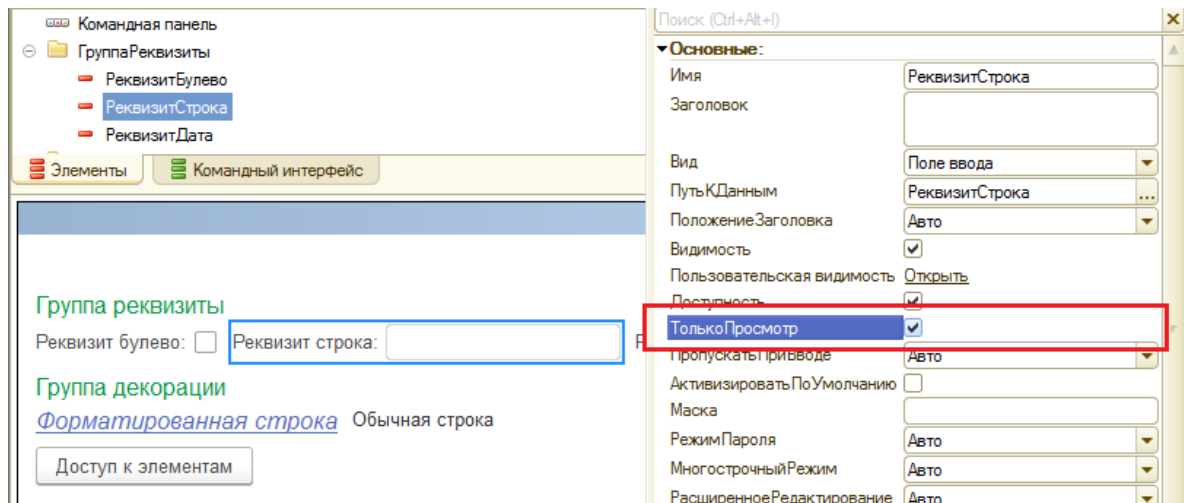 Командная панель
ГруппаРеквизиты
РеквизитБулево
РеквизитСтрока
РеквизитДата
Элементы
Командный интерфейс
Группа реквизиты
Реквизит булево:
Реквизит строка:
Группа декорации
Форматированная строка Обычная строка
Доступ к элементам
Поиск (Ctrl+Alt+I)
Основные:
Имя РеквизитСтрока
Заголовок
Вид Поле ввода
ПутьКДанным РеквизитСтрока ...
ПоложениеЗаголовка Авто
Видимость
Пользовательская видимость Открыть
Доступность
ТолькоПросмотр
ПропускатьПриВводе Авто
АктивизироватьПоУмолчанию
Маска
РежимПароля Авто
МногострочныйРежим Авто
РасширенноеРедактирование Авто